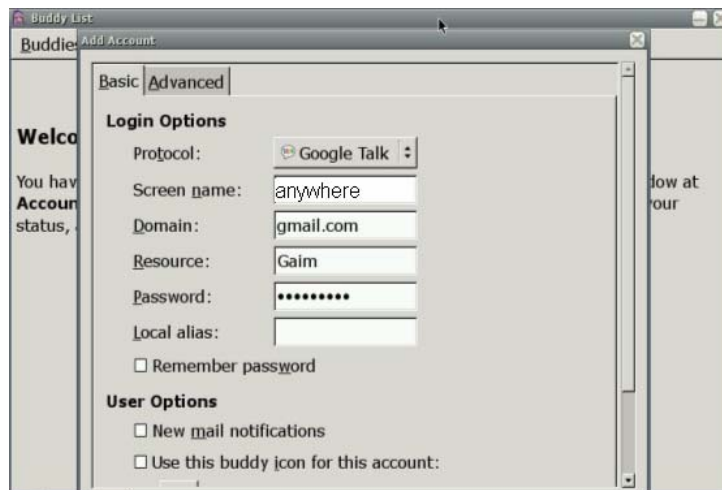 Buddy List
Buddie
Add Account
Basic Advanced
Login Options
Protocol: Google Talk
Screen name: anywhere
Domain: gmail.com
Resource: Gaim
Password: •••••••••
Local alias:
Remember password
User Options
New mail notifications
Use this buddy icon for this account:
Welco
You hav dow at
Accoun your
status,